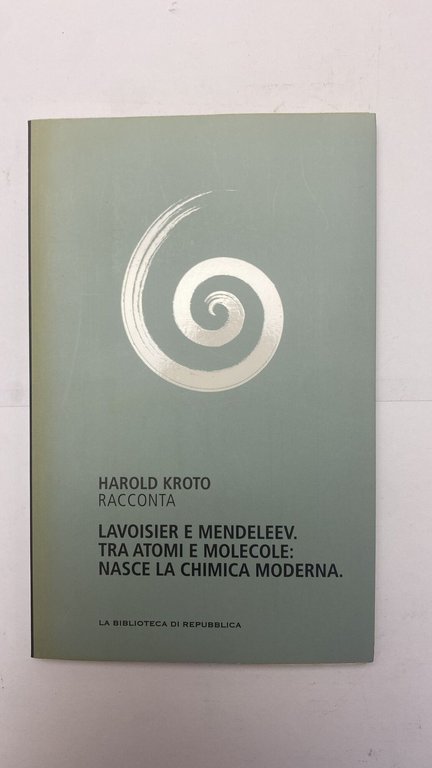 HAROLD KROTO
RACCONTA
LAVOISIER E MENDELEEV.
TRA ATOMI E MOLECOLE:
NASCE LA CHIMICA MODERNA.
LA BIBLIOTECA DI REPUBBLICA